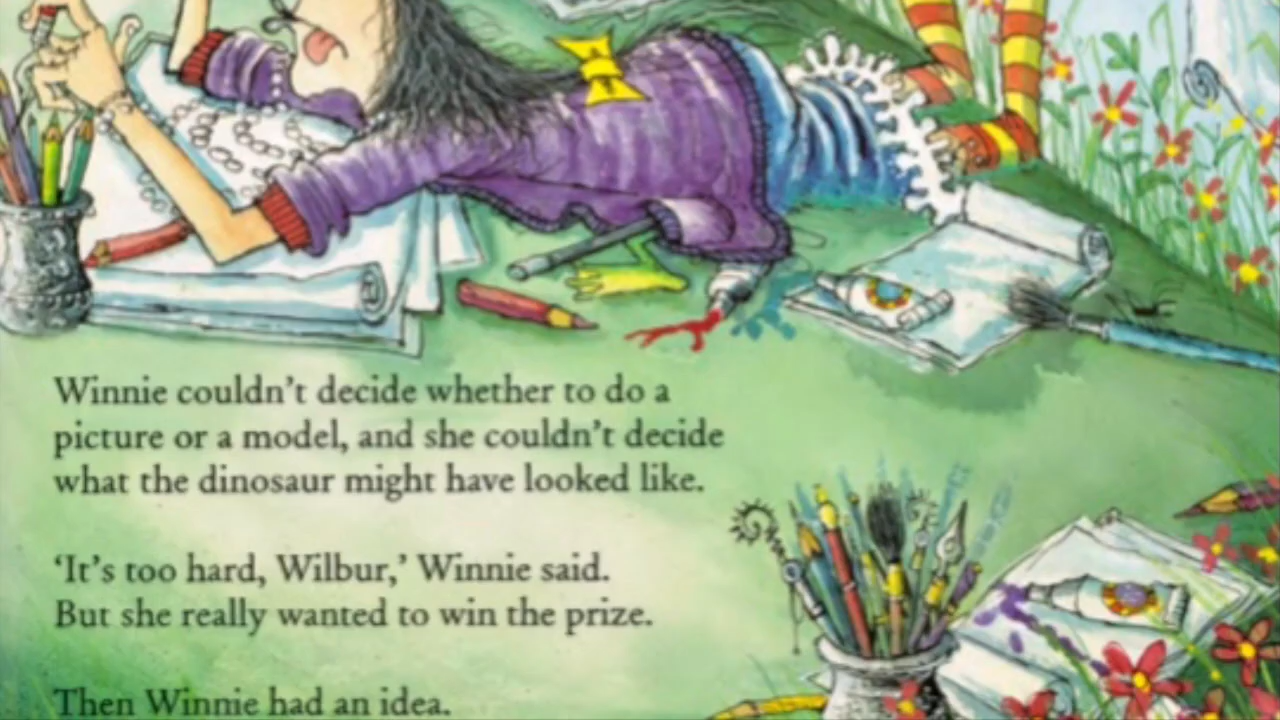 Winnie couldn't decide whether to do a
picture or a model, and she couldn't decide
what the dinosaur might have looked like.
‘It's too hard, Wilbur,’ Winnie said.
But she really wanted to win the prize.
Then Winnie had an idea.